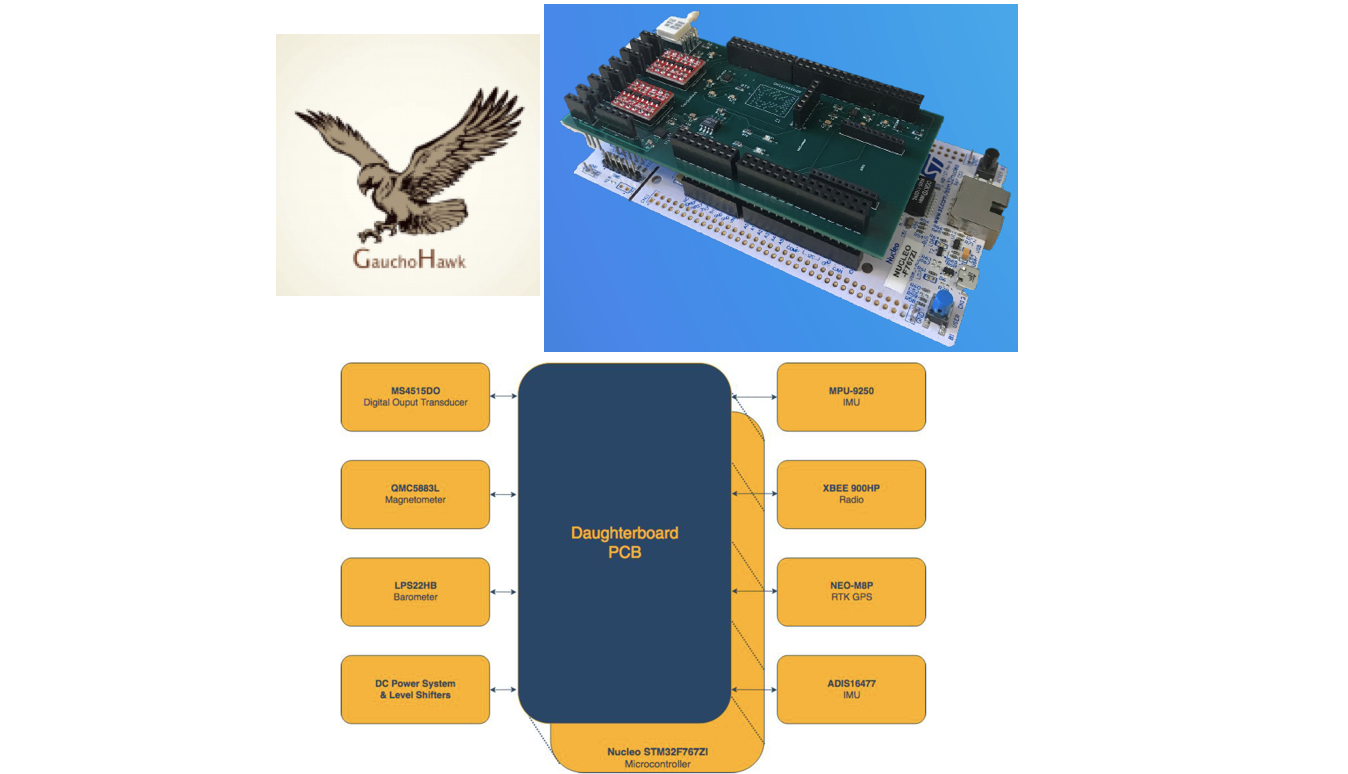 GauchoHawk
Nucleo
NUCLEO
-F767ZI
MS4515DO
Digital Ouput Transducer
QMC5883L
Magnetometer
LPS22HB
Barometer
DC Power System
& Level Shifters
Daughterboard
PCB
MPU-9250
IMU
XBEE 900HP
Radio
NEO-M8P
RTK GPS
ADIS16477
IMU
Nucleo STM32F767ZI
Microcontroller